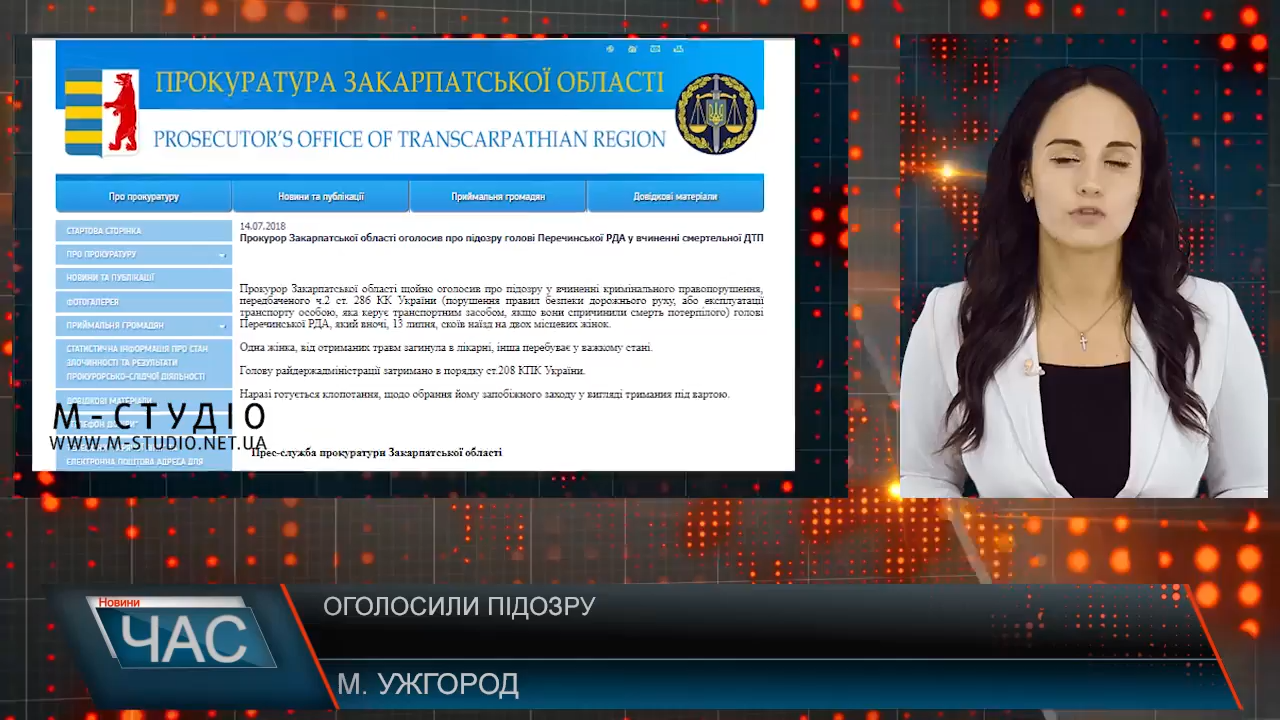 ПРОКУРАТУРА ЗАКАРПАТСЬКОЇ ОБЛАСТІ
PROSECUTOR'S OFFICE OF TRANSCARPATHIAN REGION
Про прокуратуру
Новини та публікації
Приймальня громадян
Довідкові матеріали
СТАРТОВА СТОРІНКА
ПРО ПРОКУРАТУРУ
НОВИНИ ТА ПУБЛІКАЦІЇ
ФОТОГАЛЕРЕЯ
ПРИЙМАЛЬНЯ ГРОМАДЯН
СТАТИСТИЧНА ІНФОРМАЦІЯ ПРО СТАН
ЗЛОЧИННОСТІ ТА РЕЗУЛЬТАТИ
ПРОКУРОРСЬКО-СЛІДЧОЇ ДІЯЛЬНОСТІ
ДОВІДКОВІ МАТЕРІАЛИ
ЕЛЕКТРОННА ПОШТОВА АДРЕСА ДЛЯ
14.07.2018
Прокурор Закарпатської області оголосив про підозру голові Перечинської РДА у вчиненні смертельної ДТП
Прокурор Закарпатської області щойно оголосив про підозру у вчиненні кримінального правопорушення,
передбаченого ч.2 ст. 286 КК України (порушення правил безпеки дорожнього руху, або експлуатації
транспорту особою, яка керує транспортним засобом, якщо вони спричинили смерть потерпілого) голові
Перечинської РДА, який вночі, 13 липня, скоїв наїзд на двох місцевих жінок.
Одна жінка, від отриманих травм загинула в лікарні, інша перебуває у важкому стані.
Голову райдержадміністрації затримано в порядку ст.208 КПК України.
Наразі готується клопотання, щодо обрання йому запобіжного заходу у вигляді тримання під вартою.
Прес-служба прокуратури Закарпатської області
М-СТУДІО
WWW.M-STUDIO.NET.UA
Новини
ЧАС
ОГОЛОСИЛИ ПІДОЗРУ
М. УЖГОРОД